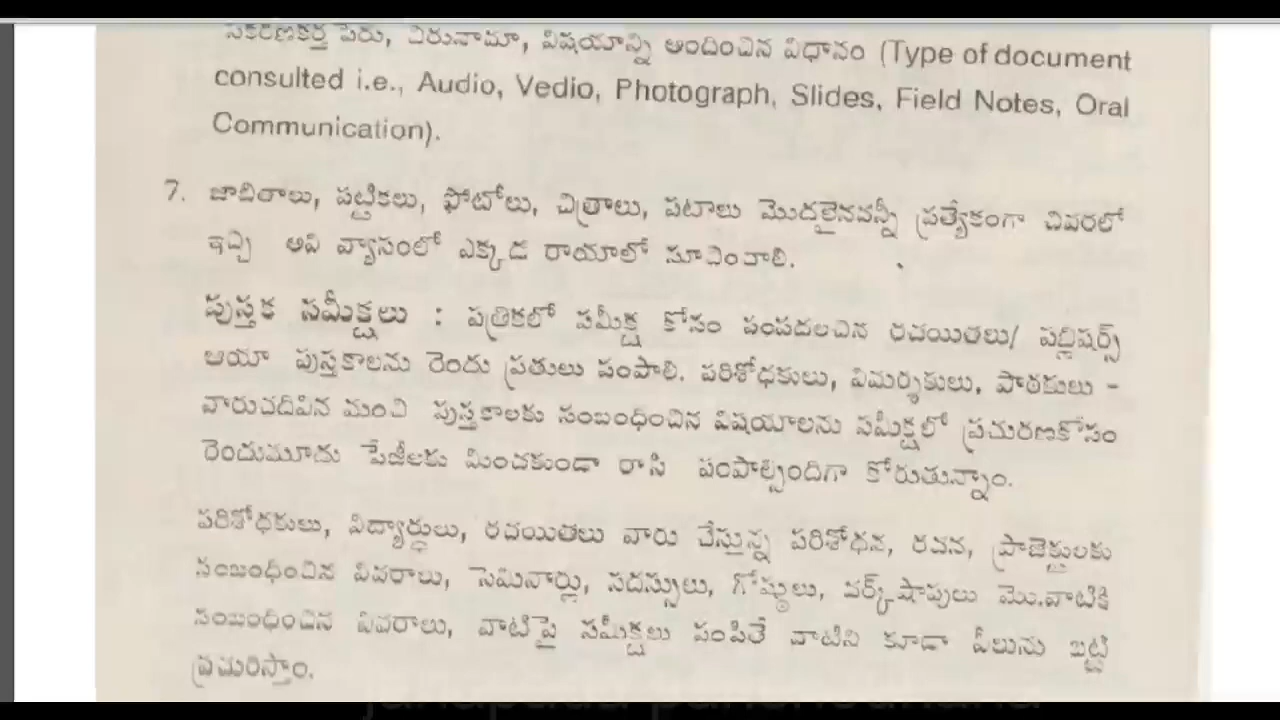 పేరు, చిరునామా, విషయాన్ని అందించిన విధానం (Type of document
consulted i.e., Audio, Vedio, Photograph, Slides, Field Notes, Oral
Communication).
7. జాబితాలు, పట్టికలు, ఫోటోలు, చిత్రాలు, పటాలు మొదలైనవన్నీ ప్రత్యేకంగా చివరలో
ఇచ్చి అవి వ్యాసంలో ఎక్కడ రాయాలో సూచించాలి.
పుస్తక సమీక్షలు : పత్రికలో సమీక్ష కోసం పంపదలచిన రచయితలు/ పబ్లిషర్స్
ఆయా పుస్తకాలను రెండు ప్రతులు పంపాలి. పరిశోధకులు, విమర్శకులు, పాఠకులు -
వారుచదివిన మంచి పుస్తకాలకు సంబంధించిన విషయాలను సమీక్షలో ప్రచురణకోసం
రెండుమూడు పేజీలకు మించకుండా రాసి పంపాల్సిందిగా కోరుతున్నాం.
పరిశోధకులు, విద్యార్థులు, రచయితలు వారు చేస్తున్న పరిశోధన, రచన, ప్రాజెక్టులకు
సంబంధించిన వివరాలు, సెమినార్లు, సదస్సులు, గోష్ఠులు, వర్క్‌షాపులు మొ.వాటికి
సంబంధించిన వివరాలు, వాటిపై సమీక్షలు పంపితే వాటిని కూడా వీలును బట్టి
ప్రచురిస్తాం.